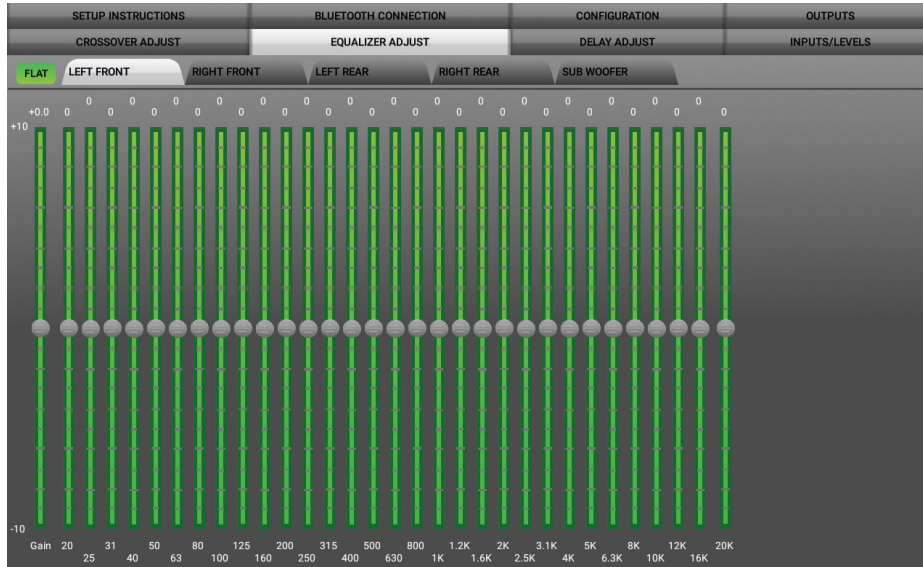 SETUP INSTRUCTIONS BLUETOOTH CONNECTION CONFIGURATION OUTPUTS
CROSSOVER ADJUST EQUALIZER ADJUST DELAY ADJUST INPUTS/LEVELS
FLAT LEFT FRONT RIGHT FRONT LEFT REAR RIGHT REAR SUB WOOFER
0 0 0 0 0 0 0 0 0 0 0 0 0 0 0
+0.0 0 0 0 0 0 0 0 0 0 0 0 0 0 0 0 0
+10
-10
Gain 20 31 50 80 125 200 315 500 800 1.2K 2K 3.1K 5K 8K 12K 20K
25 40 63 100 160 250 400 630 1K 1.6K 2.5K 4K 6.3K 10K 16K